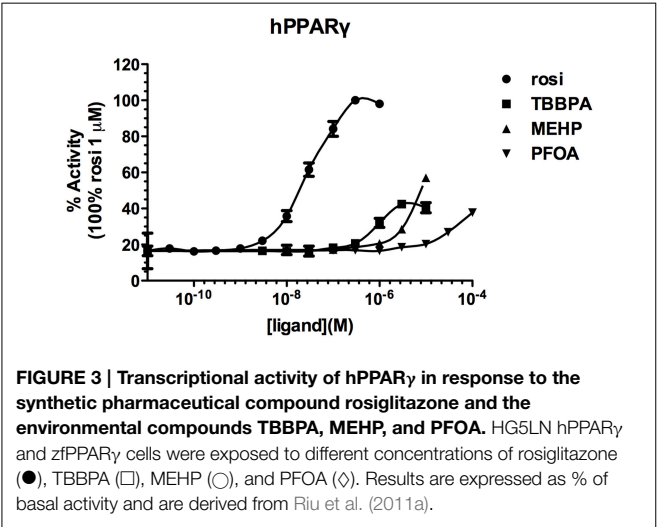 hPPARγ
120
100
80
60
40
20
0
% Activity
(100% rosi 1 μM)
10-10
10-8
10-6
10-4
[ligand](M)
rosi
TBBPA
MEHP
PFOA
FIGURE 3 | Transcriptional activity of hPPARγ in response to the
synthetic pharmaceutical compound rosiglitazone and the
environmental compounds TBBPA, MEHP, and PFOA. HG5LN hPPARγ
and zfPPARγ cells were exposed to different concentrations of rosiglitazone
(●), TBBPA (□), MEHP (○), and PFOA (◊). Results are expressed as % of
basal activity and are derived from Riu et al. (2011a).